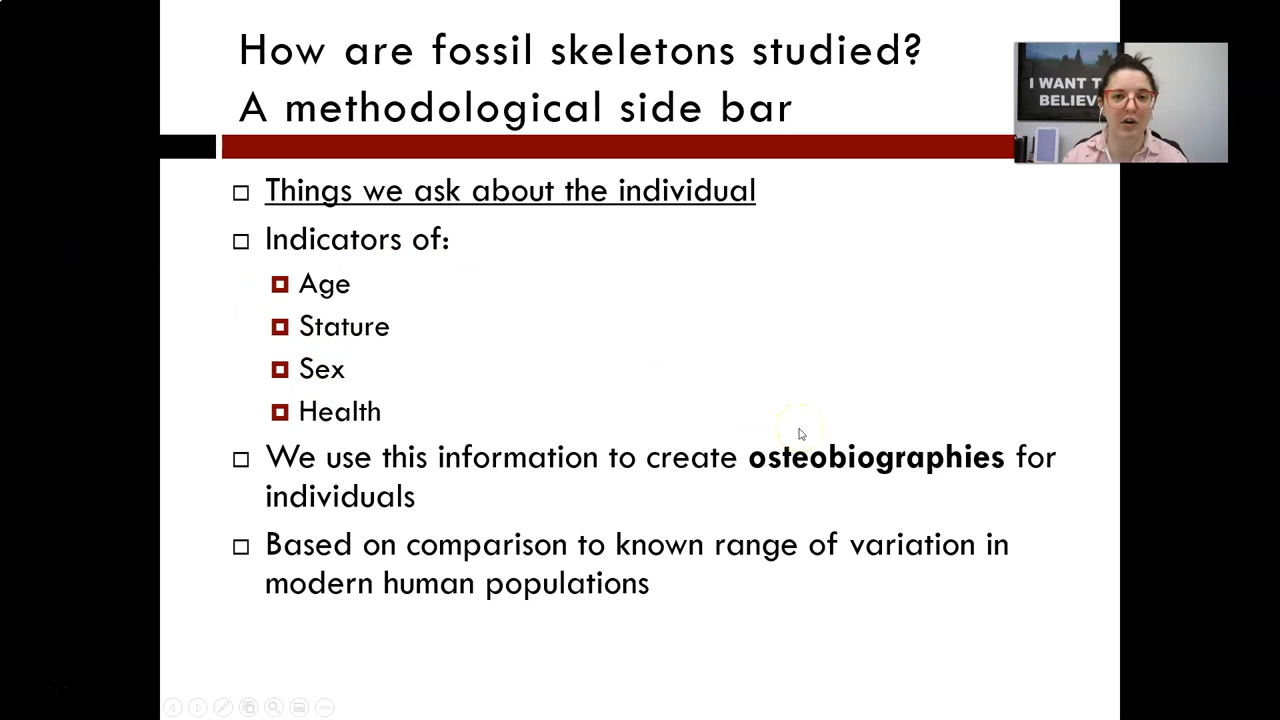 How are fossil skeletons studied?
A methodological side bar
I WANT T
BELIEV
Things we ask about the individual
Indicators of:
Age
Stature
Sex
Health
We use this information to create osteobiographies for
individuals
Based on comparison to known range of variation in
modern human populations